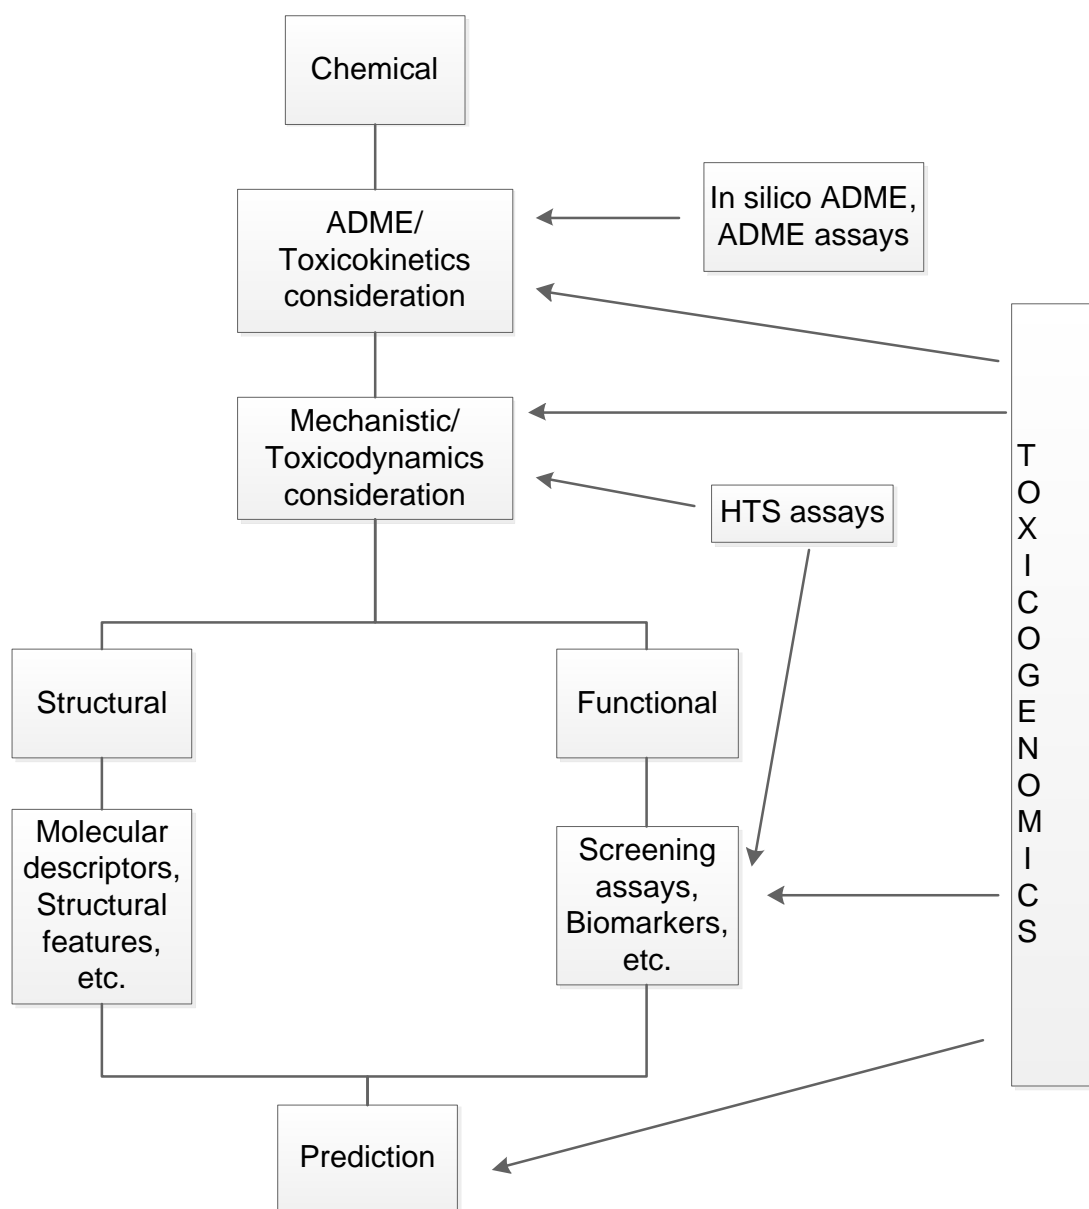 Chemical
In silico ADME,
ADME assays
ADME/
Toxicokinetics
consideration
Mechanistic/
Toxicodynamics
consideration
HTS assays
TOXICOGENOMICS
Structural
Functional
Molecular
descriptors,
Structural
features,
etc.
Screening
assays,
Biomarkers,
etc.
Prediction